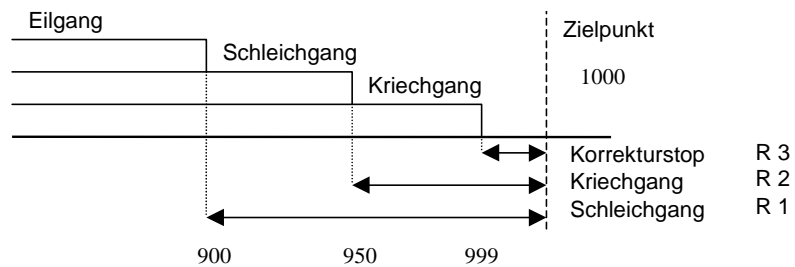 Eilgang
Zielpunkt
Schleichgang
1000
Kriechgang
Korrekturstop R 3
Kriechgang R 2
Schleichgang R 1
900 950 999